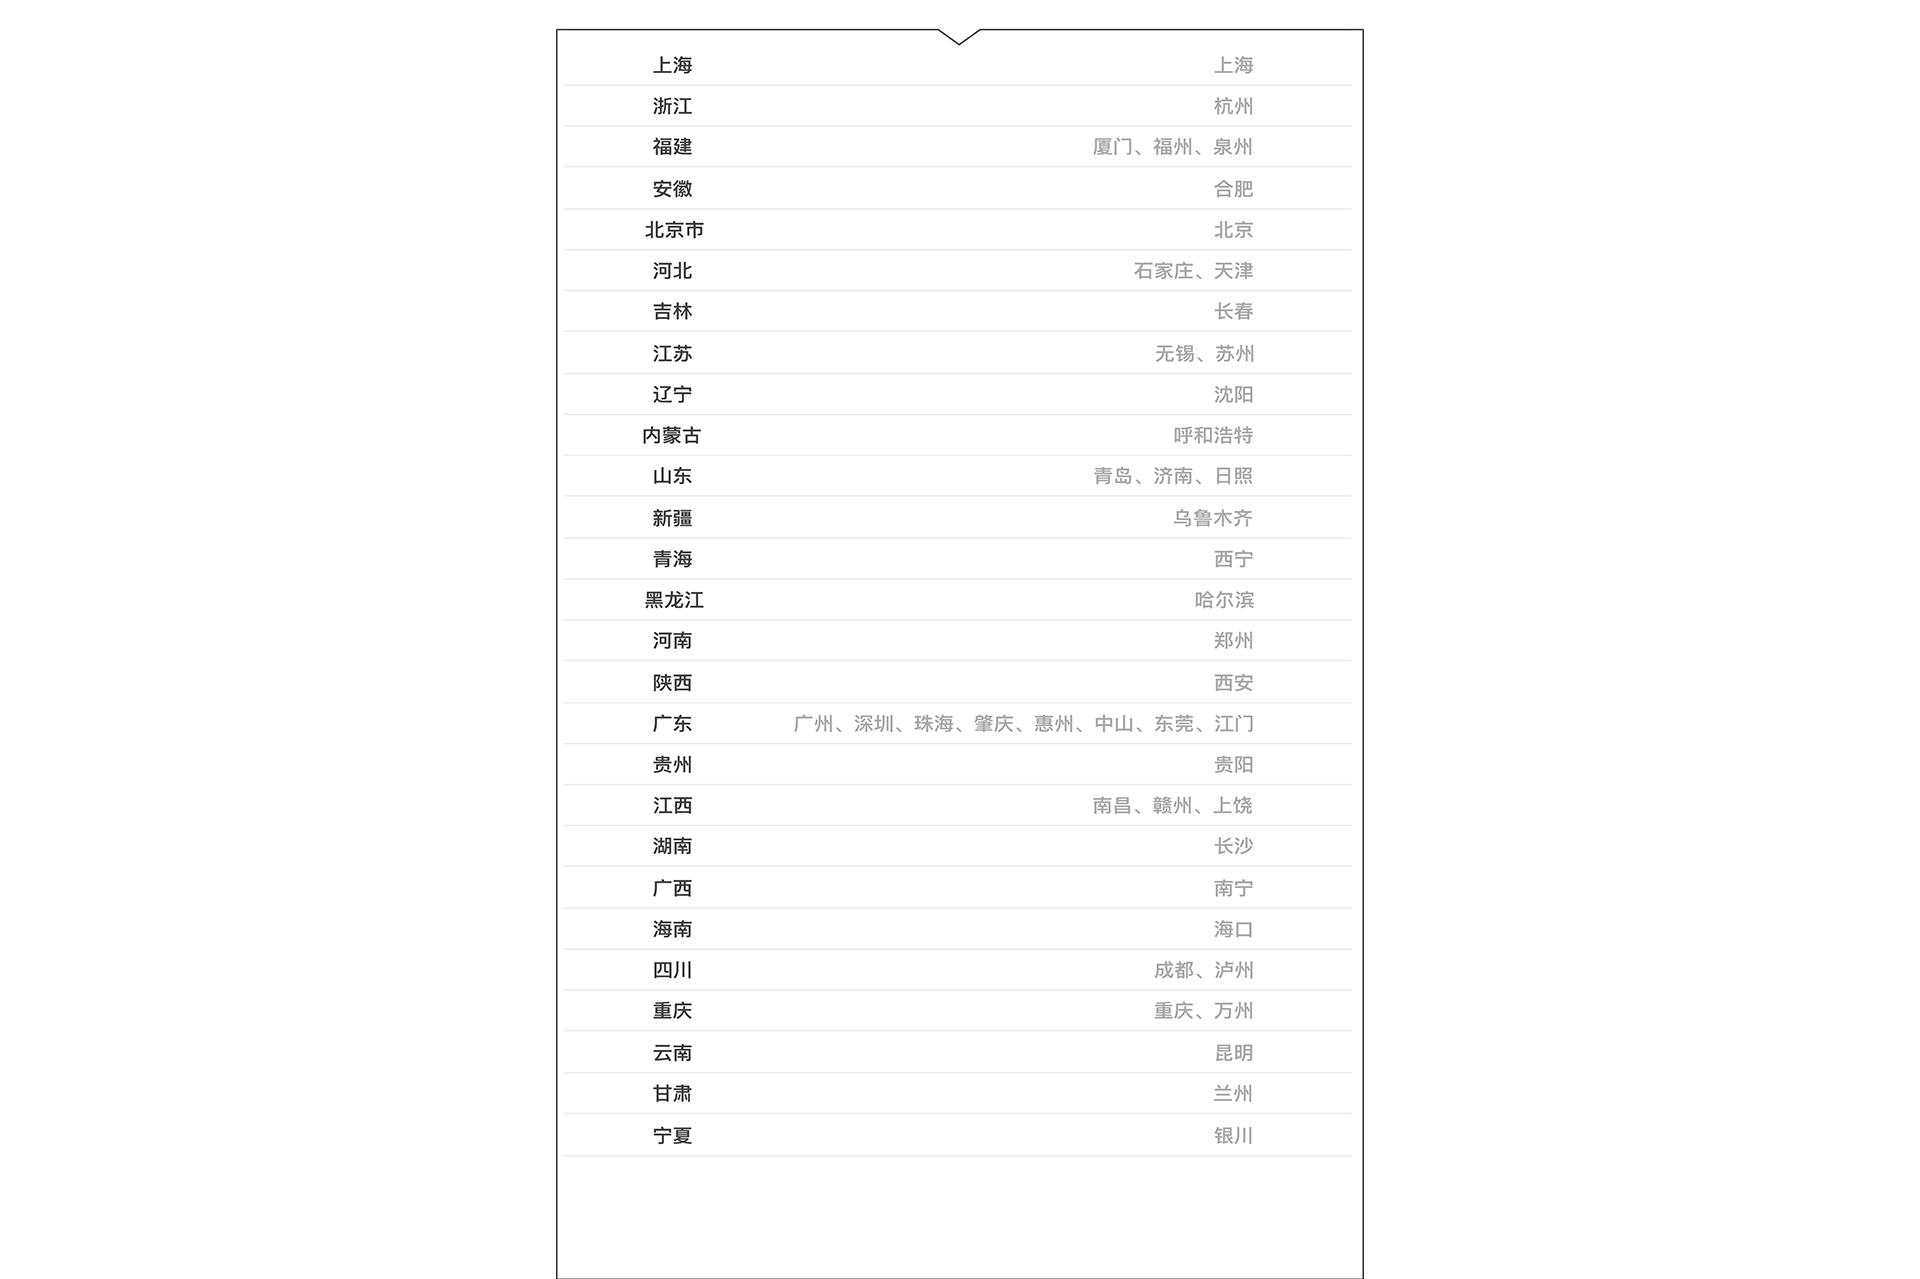 上海 上海
浙江 杭州
福建 厦门、福州、泉州
安徽 合肥
北京市 北京
河北 石家庄、天津
吉林 长春
江苏 无锡、苏州
辽宁 沈阳
内蒙古 呼和浩特
山东 青岛、济南、日照
新疆 乌鲁木齐
青海 西宁
黑龙江 哈尔滨
河南 郑州
陕西 西安
广东 广州、深圳、珠海、肇庆、惠州、中山、东莞、江门
贵州 贵阳
江西 南昌、赣州、上饶
湖南 长沙
广西 南宁
海南 海口
四川 成都、泸州
重庆 重庆、万州
云南 昆明
甘肃 兰州
宁夏 银川